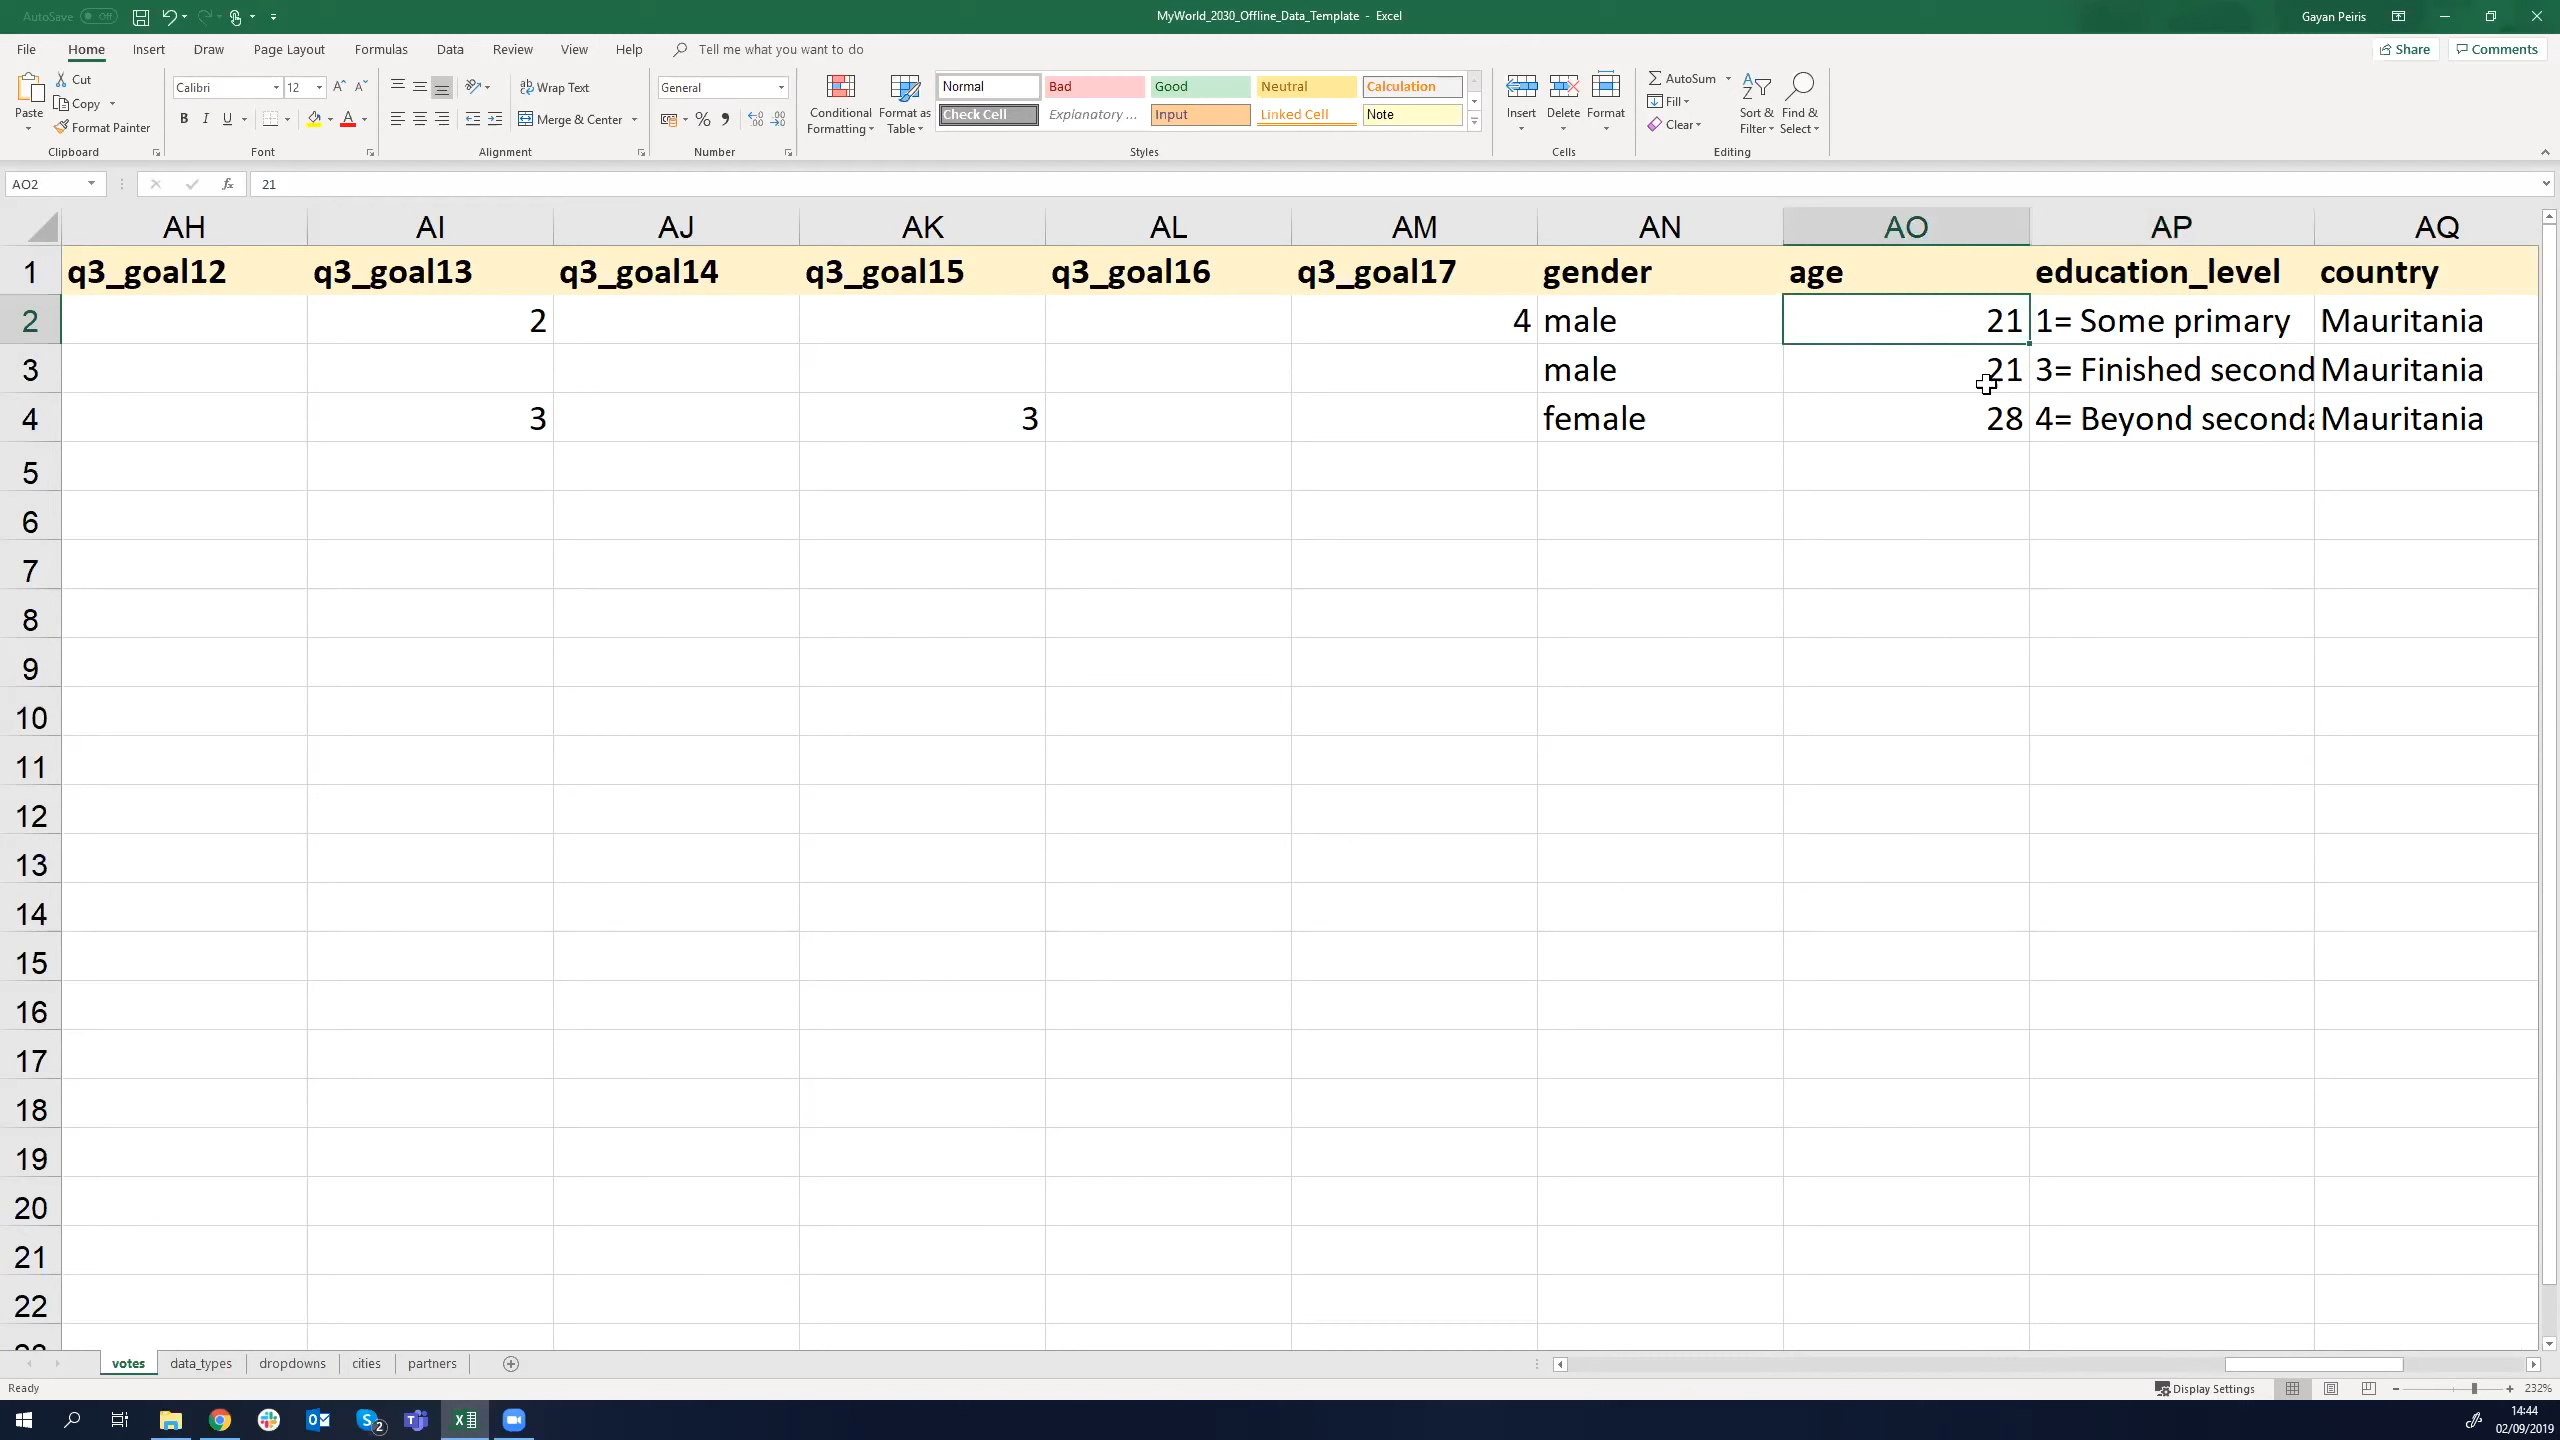 AutoSave Off MyWorld_2030_Offline_Data_Template - Excel Gayan Peiris
File Home Insert Draw Page Layout Formulas Data Review View Help Tell me what you want to do Share Comments
Paste Cut Copy Format Painter Clipboard
Calibri 12 B I U A Font
ab Wrap Text Merge & Center Alignment
General % Number
Conditional Formatting Format as Table
Normal Bad Good Neutral Calculation
Check Cell Explanatory ... Input Linked Cell Note
Styles
Insert Delete Format Cells
AutoSum Fill Clear Sort & Filter Find & Select Editing
AO2 fx 21
AH AI AJ AK AL AM AN AO AP AQ
1 q3_goal12 q3_goal13 q3_goal14 q3_goal15 q3_goal16 q3_goal17 gender age education_level country
2 2 4 male 21 1= Some primary Mauritania
3 male 21 3= Finished second Mauritania
4 3 3 female 28 4= Beyond seconda Mauritania
5
6
7
8
9
10
11
12
13
14
15
16
17
18
19
20
21
22
votes data_types dropdowns cities partners
Ready Display Settings 232%
14:44
02/09/2019